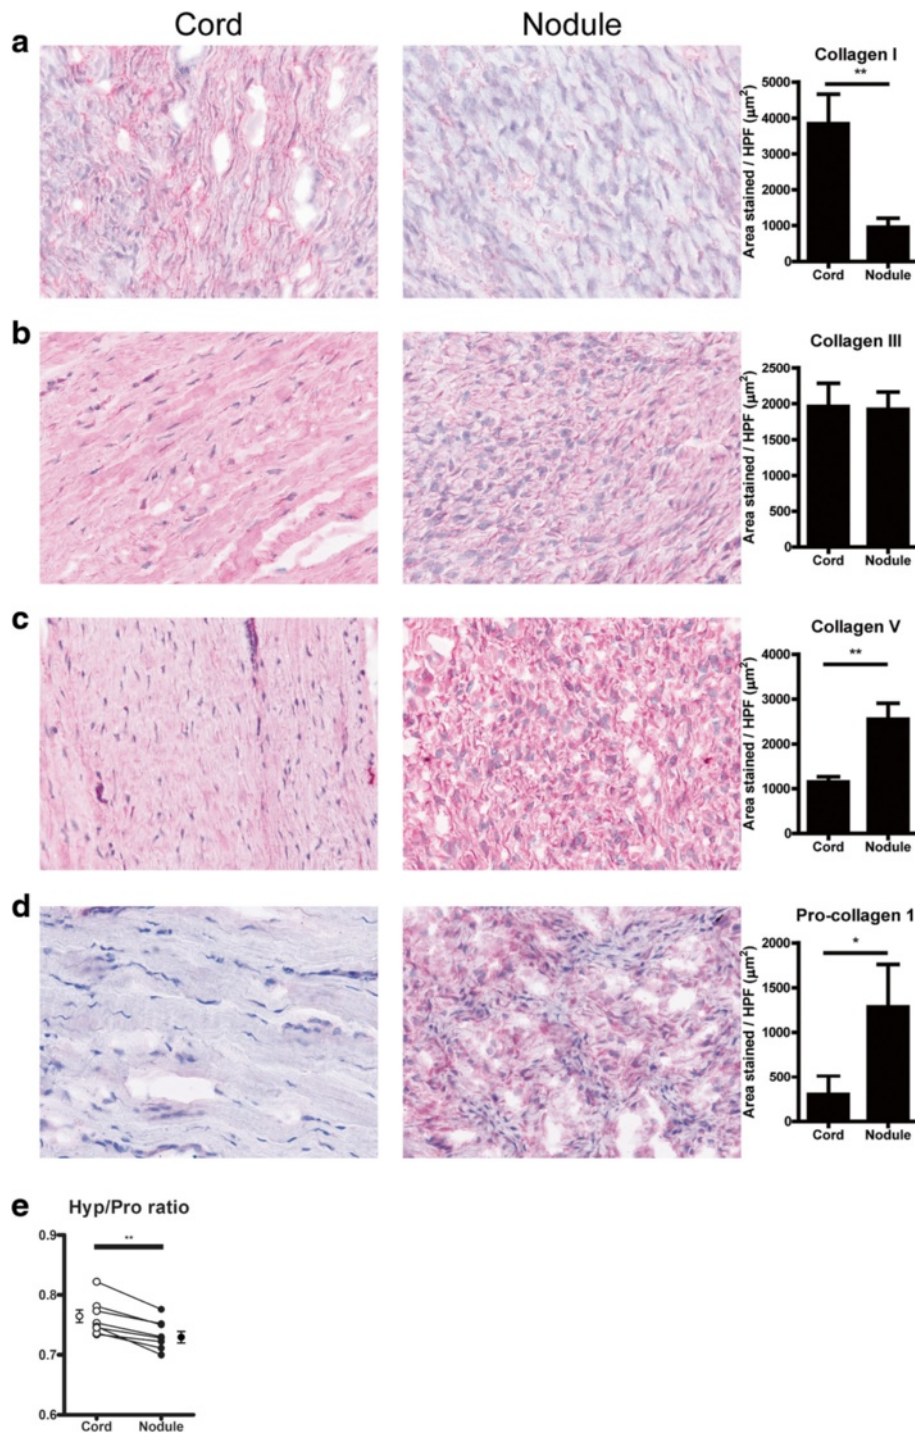 Cord Nodule
a
Collagen I
**
Area stained / HPF (μm²)
5000
4000
3000
2000
1000
0
Cord Nodule
b
Collagen III
Area stained / HPF (μm²)
2500
2000
1500
1000
500
0
Cord Nodule
c
Collagen V
**
Area stained / HPF (μm²)
4000
3000
2000
1000
0
Cord Nodule
d
Pro-collagen 1
*
Area stained / HPF (μm²)
2000
1500
1000
500
0
Cord Nodule
e
Hyp/Pro ratio
**
0.9
0.8
0.7
0.6
Cord Nodule